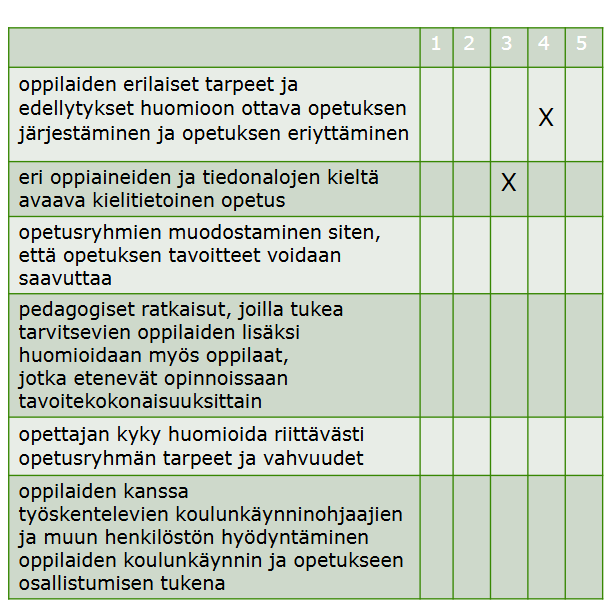 1 2 3 4 5
oppilaiden erilaiset tarpeet ja
edellytykset huomioon ottava opetuksen
järjestäminen ja opetuksen eriyttäminen
X
eri oppiaineiden ja tiedonalojen kieltä
avaava kielitietoinen opetus
X
opetusryhmien muodostaminen siten,
että opetuksen tavoitteet voidaan
saavuttaa
pedagogiset ratkaisut, joilla tukea
tarvitsevien oppilaiden lisäksi
huomioidaan myös oppilaat,
jotka etenevät opinnoissaan
tavoitekokonaisuuksittain
opettajan kyky huomioida riittävästi
opetusryhmän tarpeet ja vahvuudet
oppilaiden kanssa
työskentelevien koulunkäynninohjaajien
ja muun henkilöstön hyödyntäminen
oppilaiden koulunkäynnin ja opetukseen
osallistumisen tukena